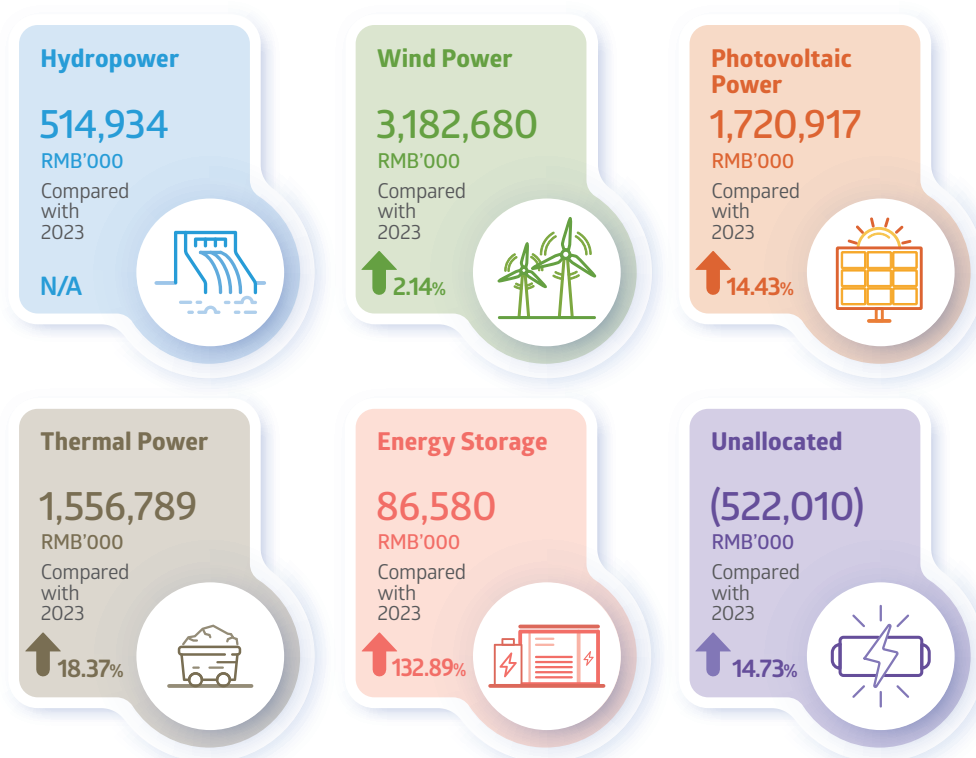 Hydropower
514,934
RMB'000
Compared
with
2023
N/A
Wind Power
3,182,680
RMB'000
Compared
with
2023
2.14%
Photovoltaic
Power
1,720,917
RMB'000
Compared
with
2023
14.43%
Thermal Power
1,556,789
RMB'000
Compared
with
2023
18.37%
Energy Storage
86,580
RMB'000
Compared
with
2023
132.89%
Unallocated
(522,010)
RMB'000
Compared
with
2023
14.73%